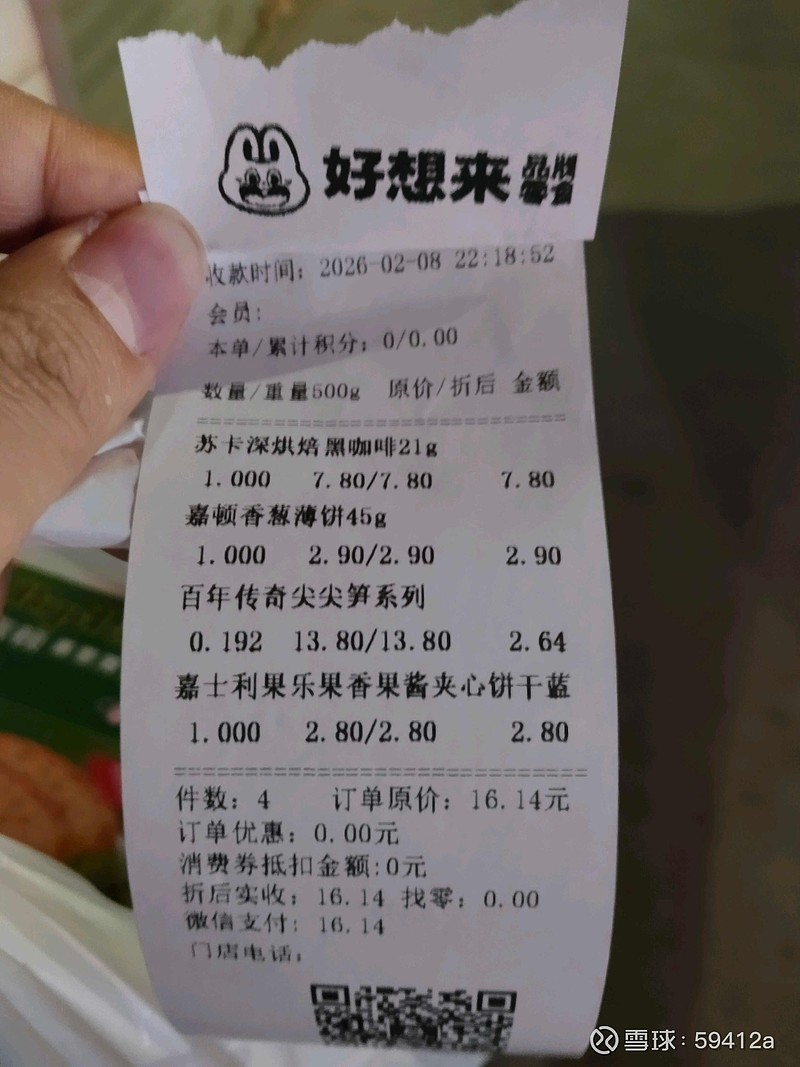 好想来 品牌零食
收款时间：2026-02-08 22:18:52
会员:
本单/累计积分：0/0.00
数量/重量500g 原价/折后 金额
苏卡深烘焙黑咖啡21g
1.000 7.80/7.80 7.80
嘉顿香葱薄饼45g
1.000 2.90/2.90 2.90
百年传奇尖尖笋系列
0.192 13.80/13.80 2.64
嘉士利果乐果香果酱夹心饼干蓝
1.000 2.80/2.80 2.80
件数：4 订单原价：16.14元
订单优惠：0.00元
消费券抵扣金额:0元
折后实收：16.14 找零：0.00
微信支付：16.14
门店电话：
雪球：59412a